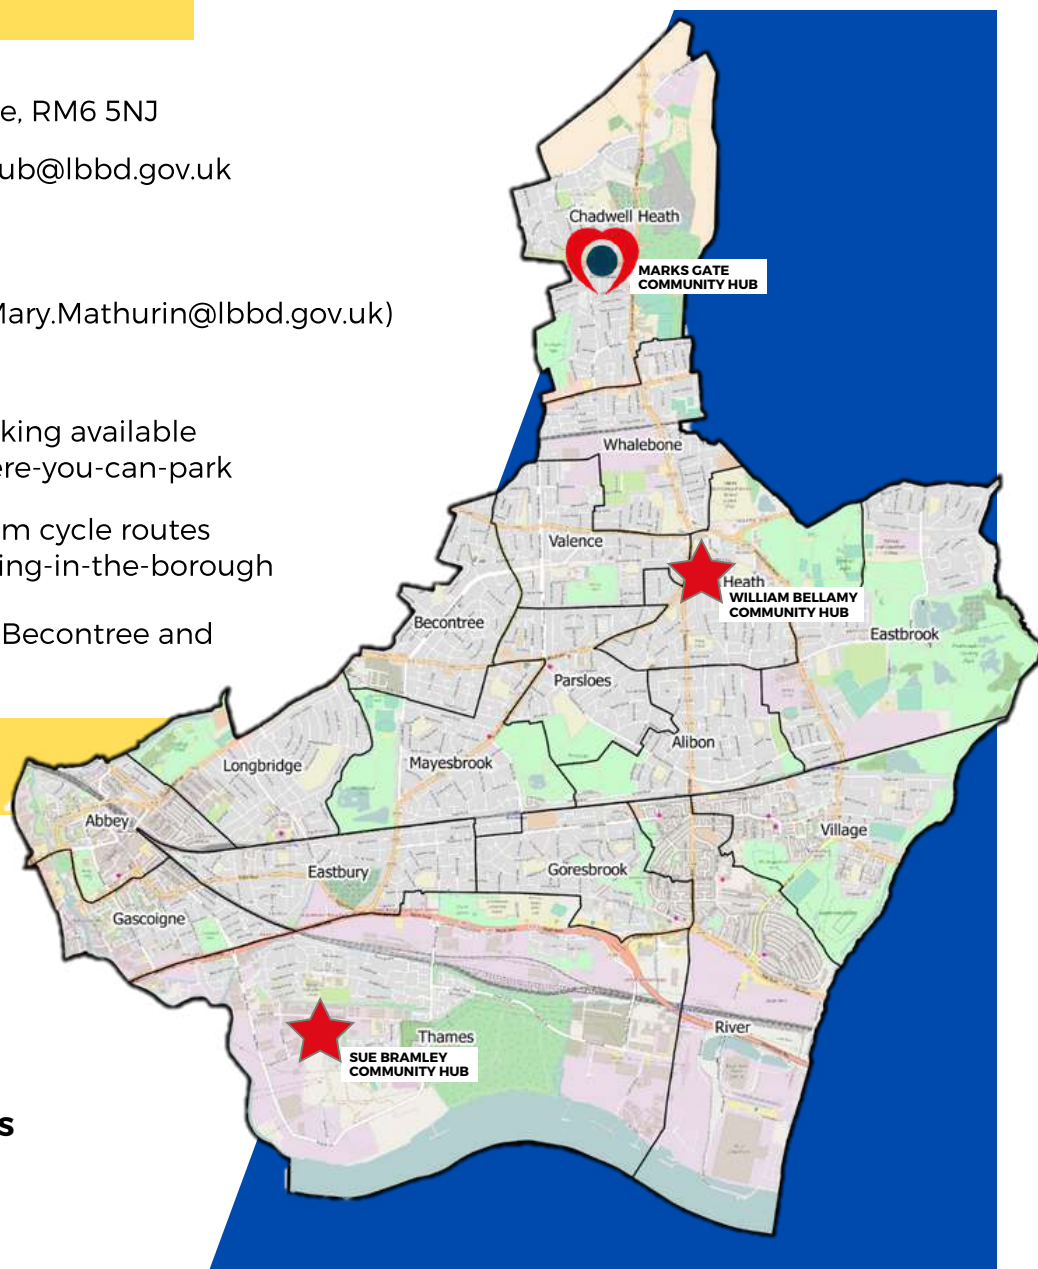 e, RM6 5NJ
ub@lbbd.gov.uk
Mary.Mathurin@lbbd.gov.uk)
king available
ere-you-can-park
m cycle routes
ing-in-the-borough
Becontree and
s
Chadwell Heath
MARKS GATE
COMMUNITY HUB
Whalebone
Valence
Heath
WILLIAM BELLAMY
COMMUNITY HUB
Becontree
Eastbrook
Parsloes
Alibon
Longbridge
Mayesbrook
Abbey
Village
Eastbury
Goresbrook
Gascoigne
River
Thames
SUE BRAMLEY
COMMUNITY HUB